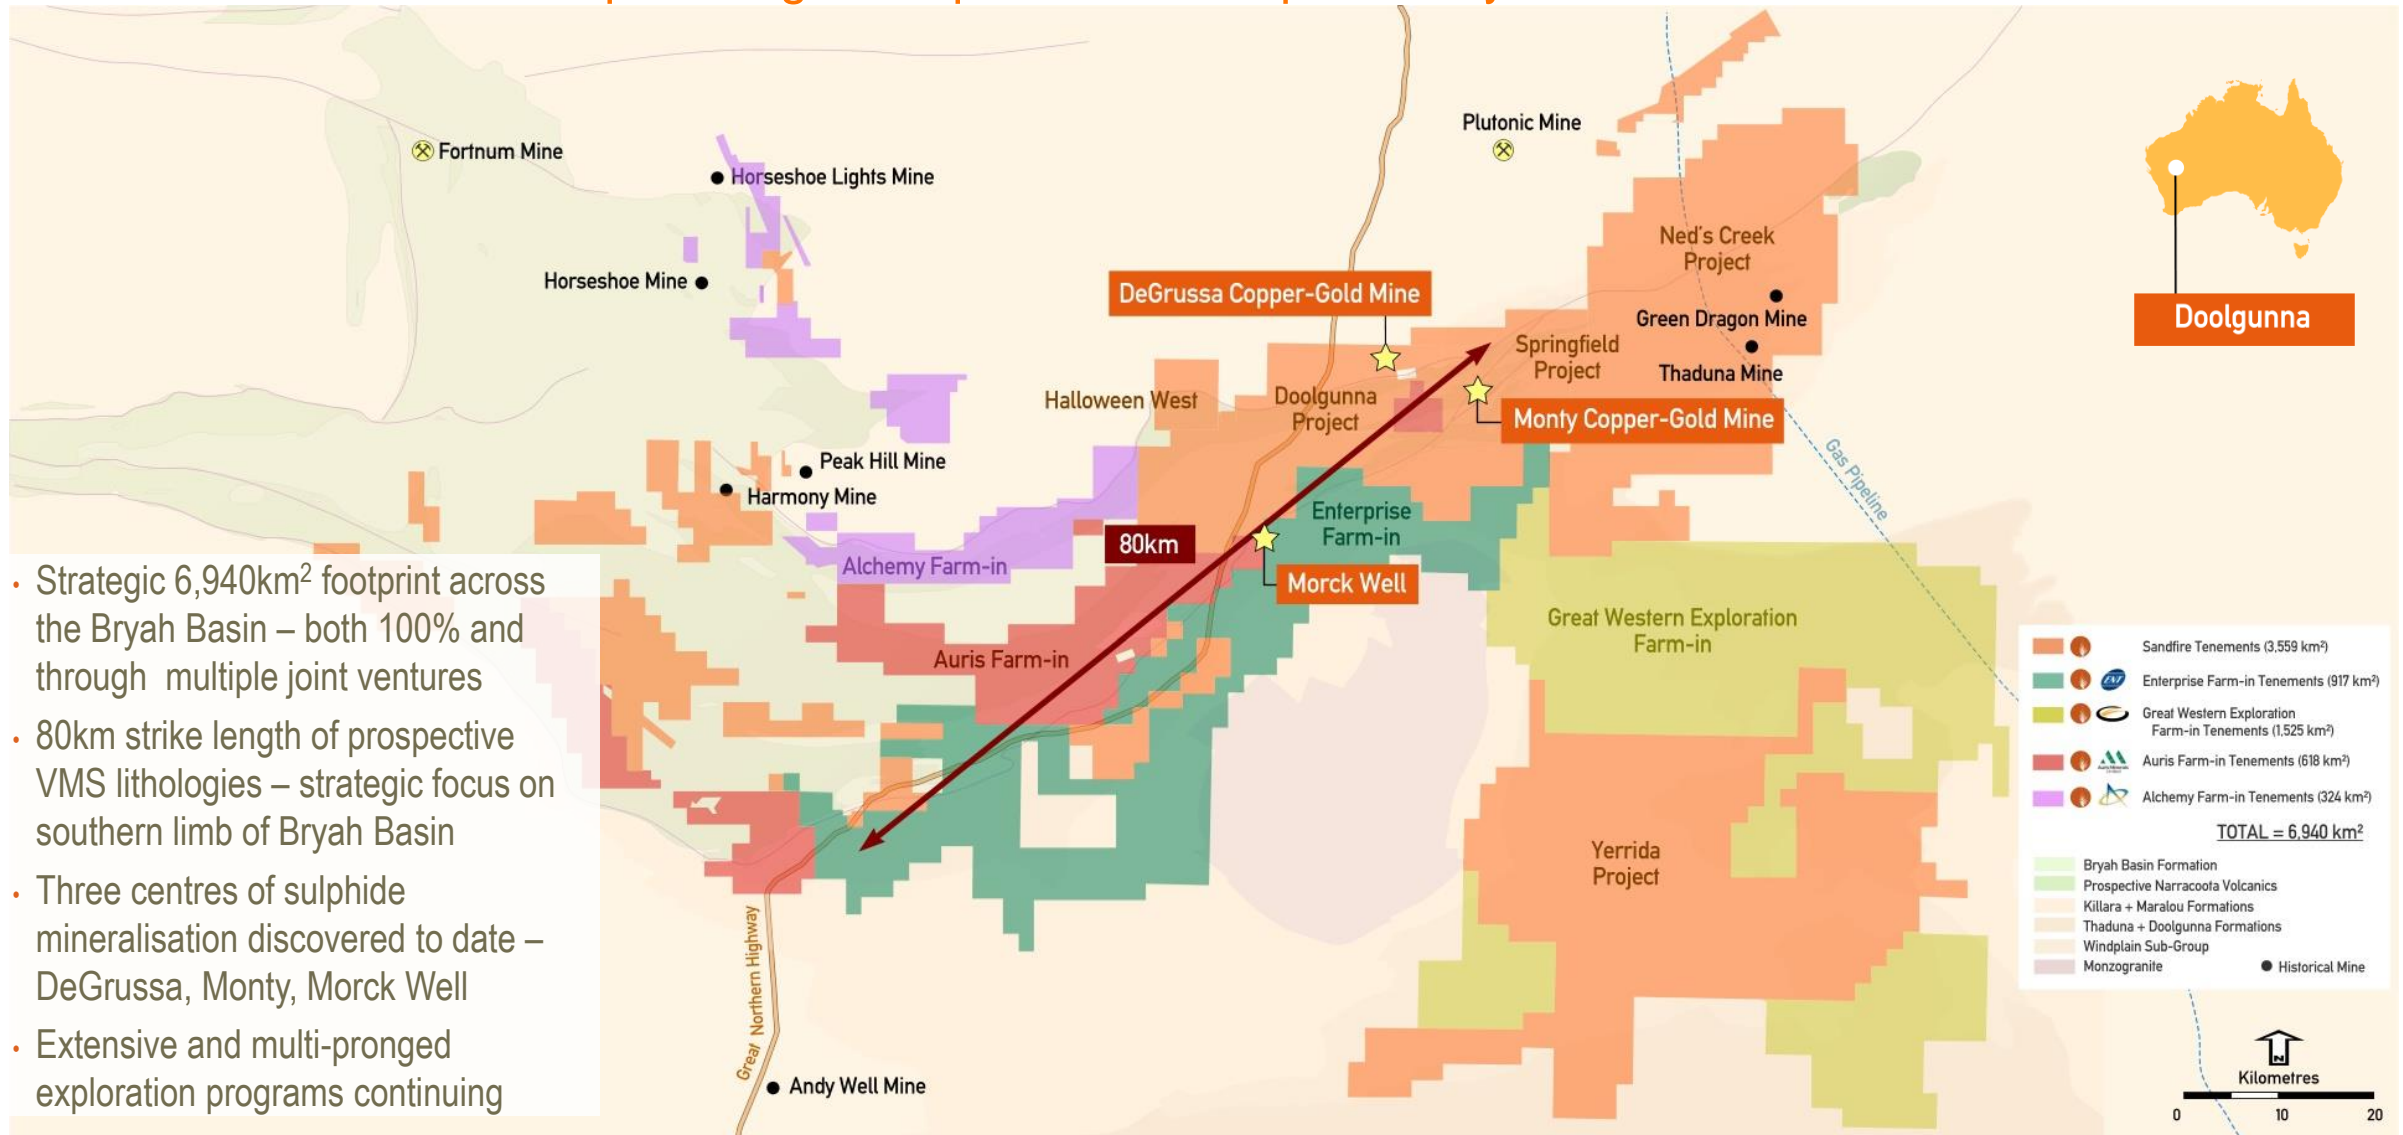 Fortnum Mine
Horseshoe Lights Mine
Horseshoe Mine
Plutonic Mine
Ned's Creek
Project
Green Dragon Mine
Thaduna Mine
DeGrussa Copper-Gold Mine
Springfield
Project
Halloween West
Doolgunna
Project
Monty Copper-Gold Mine
Doolgunna
Gas Pipeline
Peak Hill Mine
Harmony Mine
80km
Enterprise
Farm-in
Alchemy Farm-in
Morck Well
Auris Farm-in
Great Western Exploration
Farm-in
Yerrida
Project
Great Northern Highway
Andy Well Mine
• Strategic 6,940km² footprint across
the Bryah Basin – both 100% and
through multiple joint ventures
• 80km strike length of prospective
VMS lithologies – strategic focus on
southern limb of Bryah Basin
• Three centres of sulphide
mineralisation discovered to date –
DeGrussa, Monty, Morck Well
• Extensive and multi-pronged
exploration programs continuing
Sandfire Tenements (3,559 km²)
ENT Enterprise Farm-in Tenements (917 km²)
Great Western Exploration
Farm-in Tenements (1,525 km²)
Auris Farm-in Tenements (618 km²)
Alchemy Farm-in Tenements (324 km²)
TOTAL = 6,940 km²
Bryah Basin Formation
Prospective Narracoota Volcanics
Killara + Maralou Formations
Thaduna + Doolgunna Formations
Windplain Sub-Group
Monzogranite
Historical Mine
N
Kilometres
0 10 20